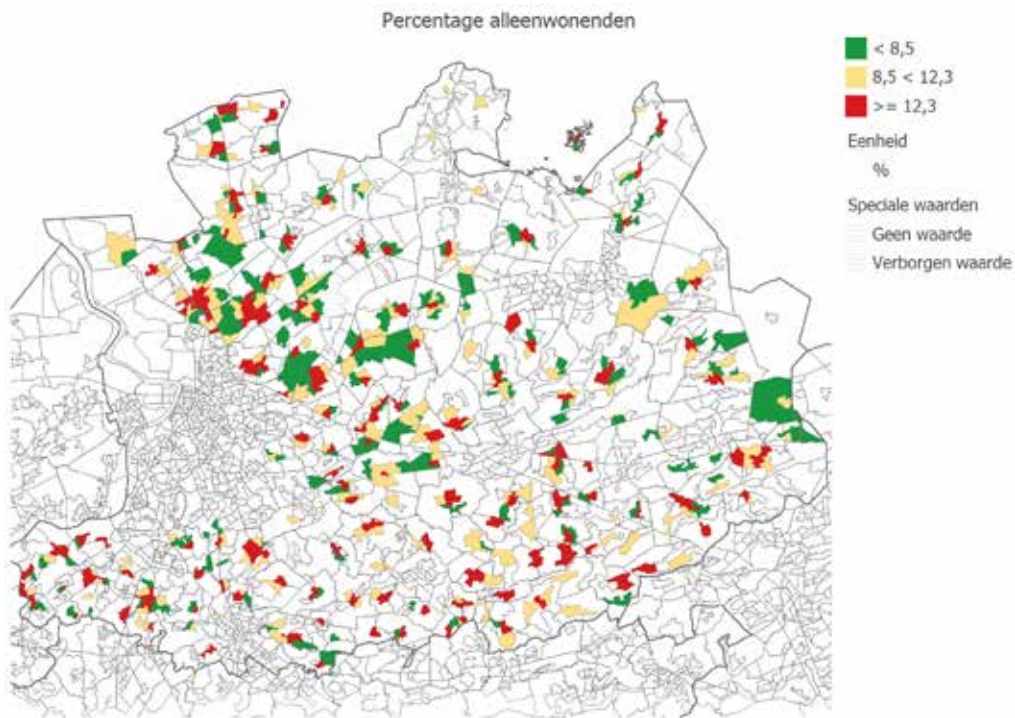 Percentage alleenwonenden
< 8,5
8,5 < 12,3
>= 12,3
Eenheid
%
Speciale waarden
Geen waarde
Verborgen waarde